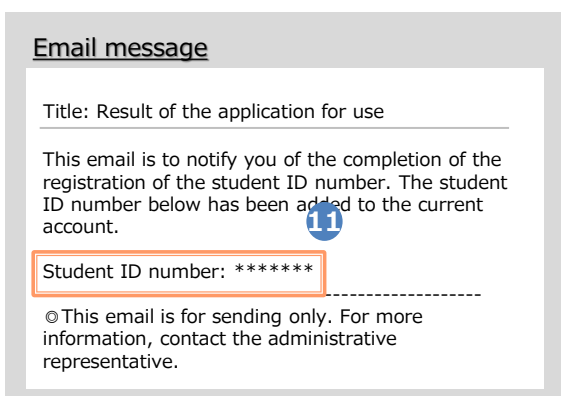 Email message
Title: Result of the application for use
This email is to notify you of the completion of the
registration of the student ID number. The student
ID number below has been added to the current
account.
11
Student ID number: *******
-------------------
◎This email is for sending only. For more
information, contact the administrative
representative.